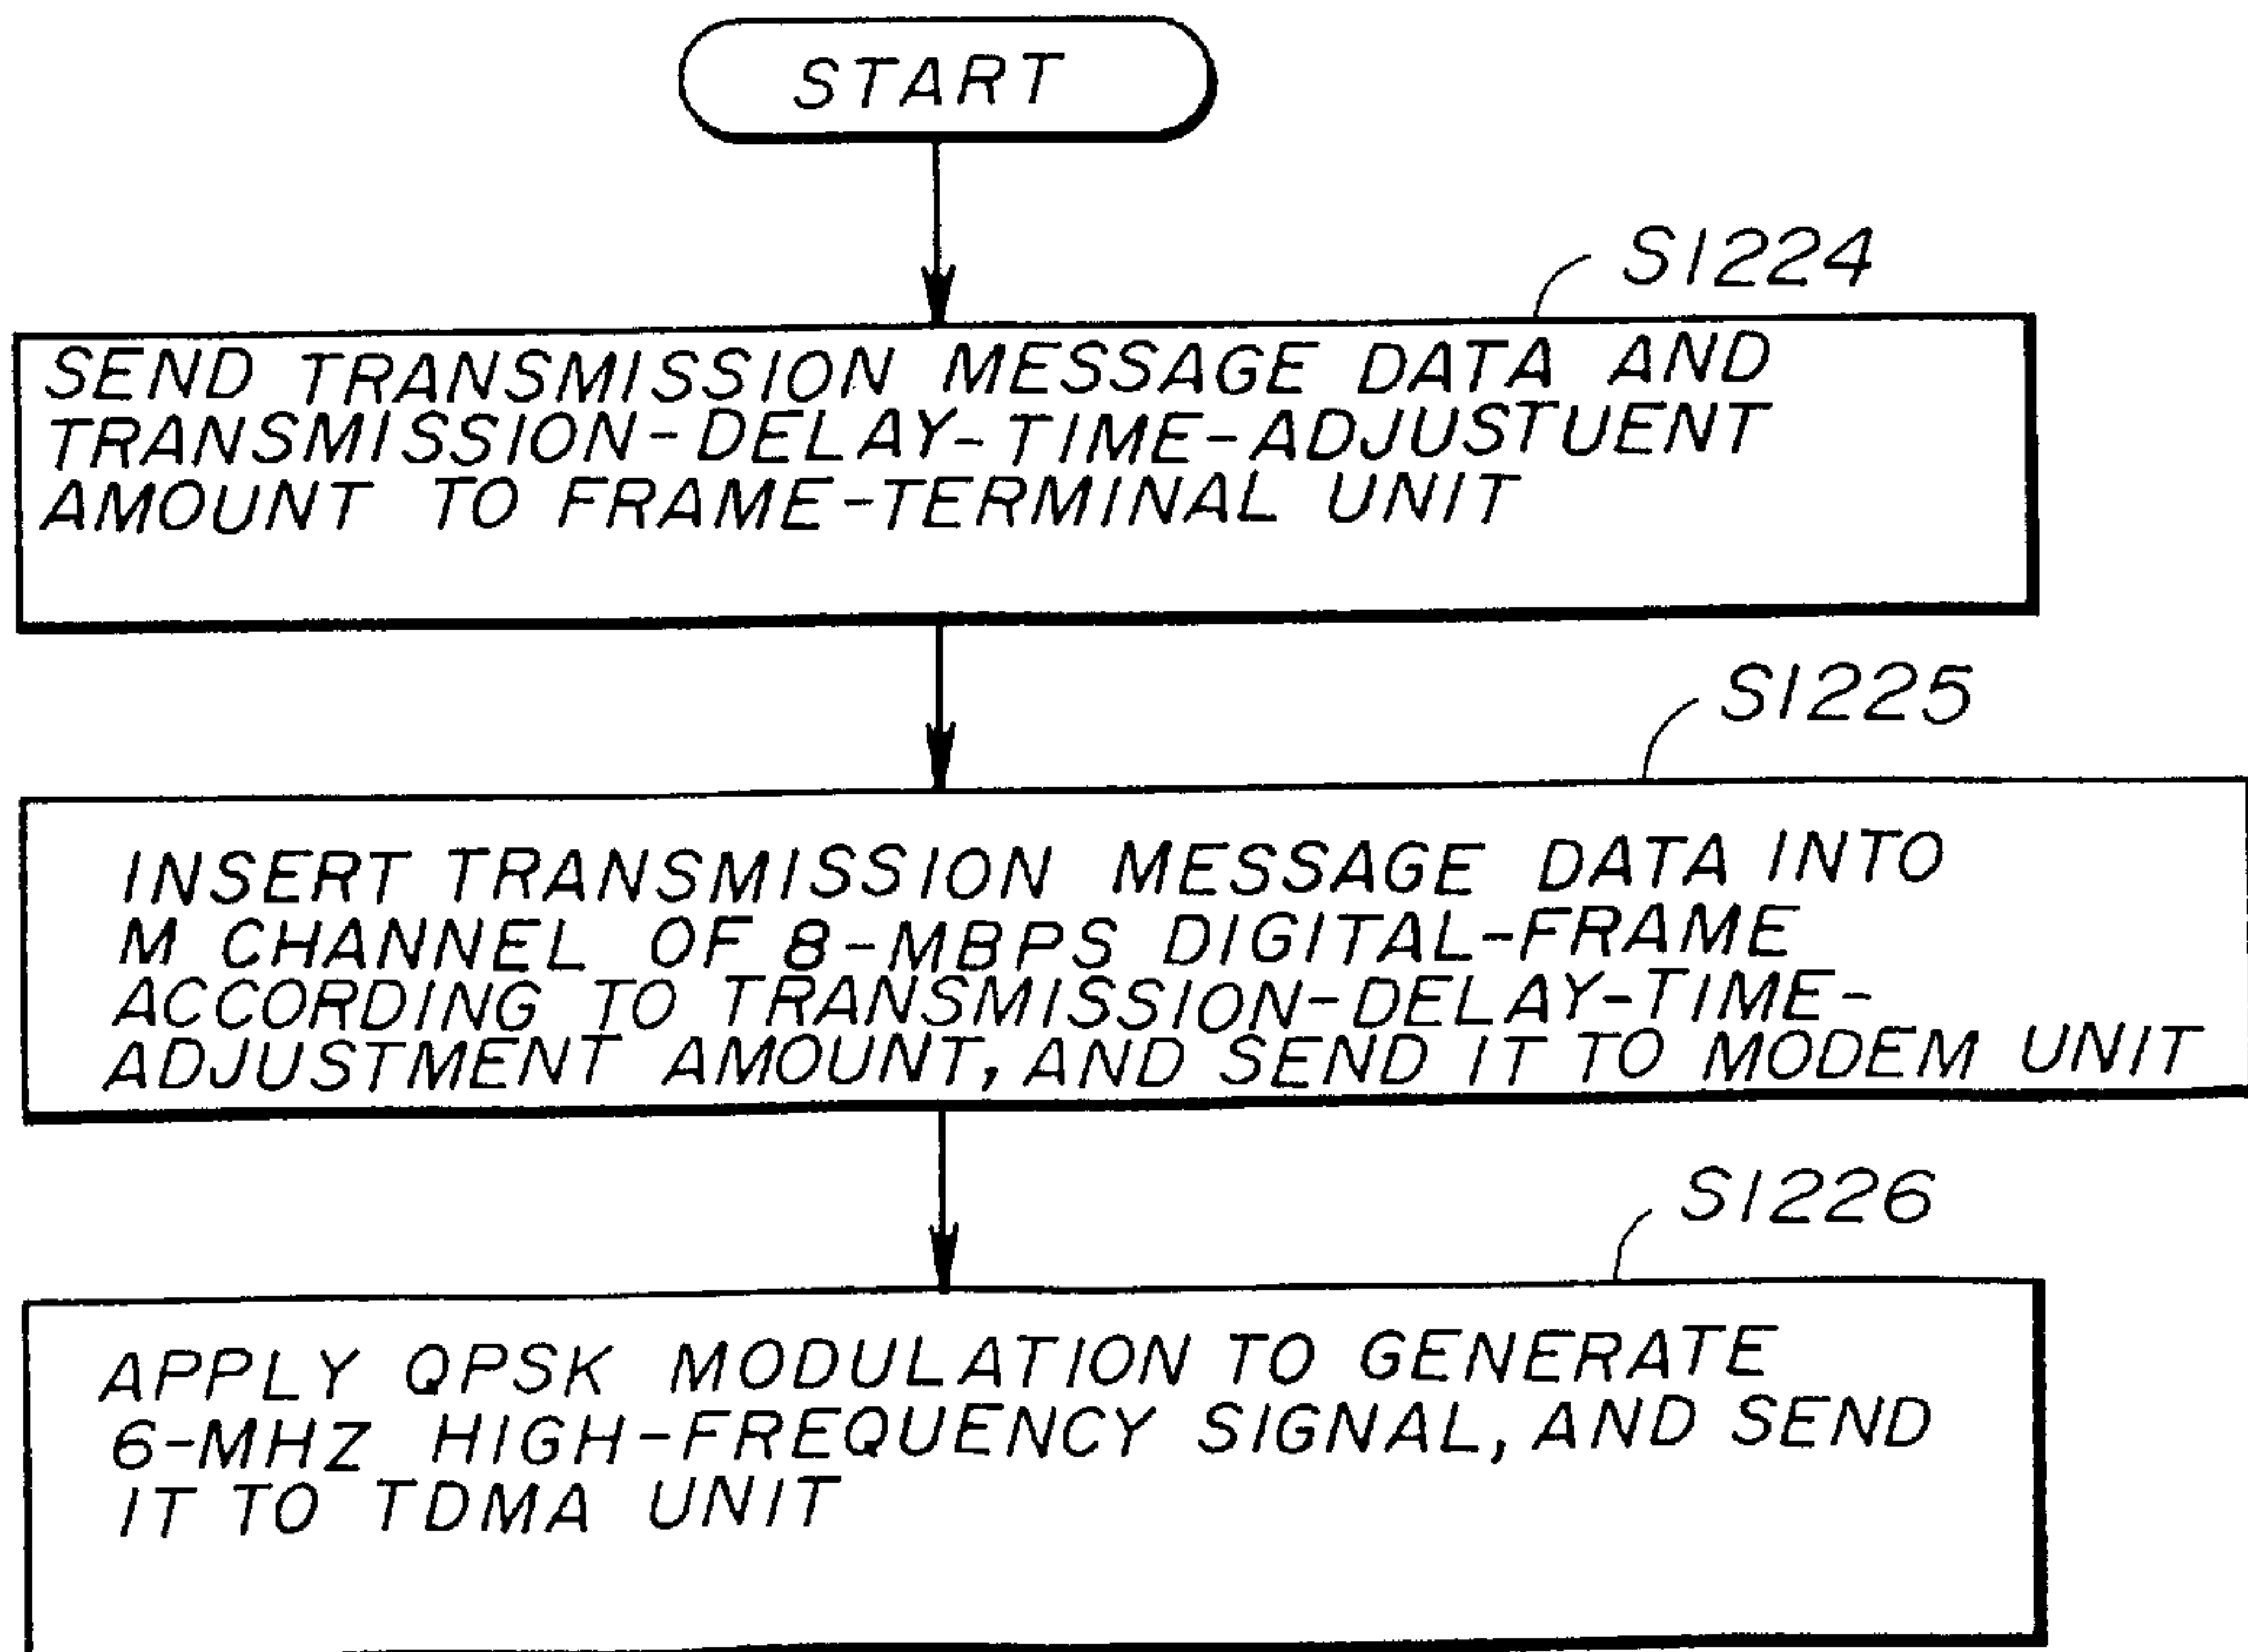 START
S1224
SEND TRANSMISSION MESSAGE DATA AND
TRANSMISSION-DELAY-TIME-ADJUSTUENT
AMOUNT TO FRAME-TERMINAL UNIT
S1225
INSERT TRANSMISSION MESSAGE DATA INTO
M CHANNEL OF 8-MBPS DIGITAL-FRAME
ACCORDING TO TRANSMISSION-DELAY-TIME-
ADJUSTMENT AMOUNT, AND SEND IT TO MODEM UNIT
S1226
APPLY QPSK MODULATION TO GENERATE
6-MHZ HIGH-FREQUENCY SIGNAL, AND SEND
IT TO TDMA UNIT